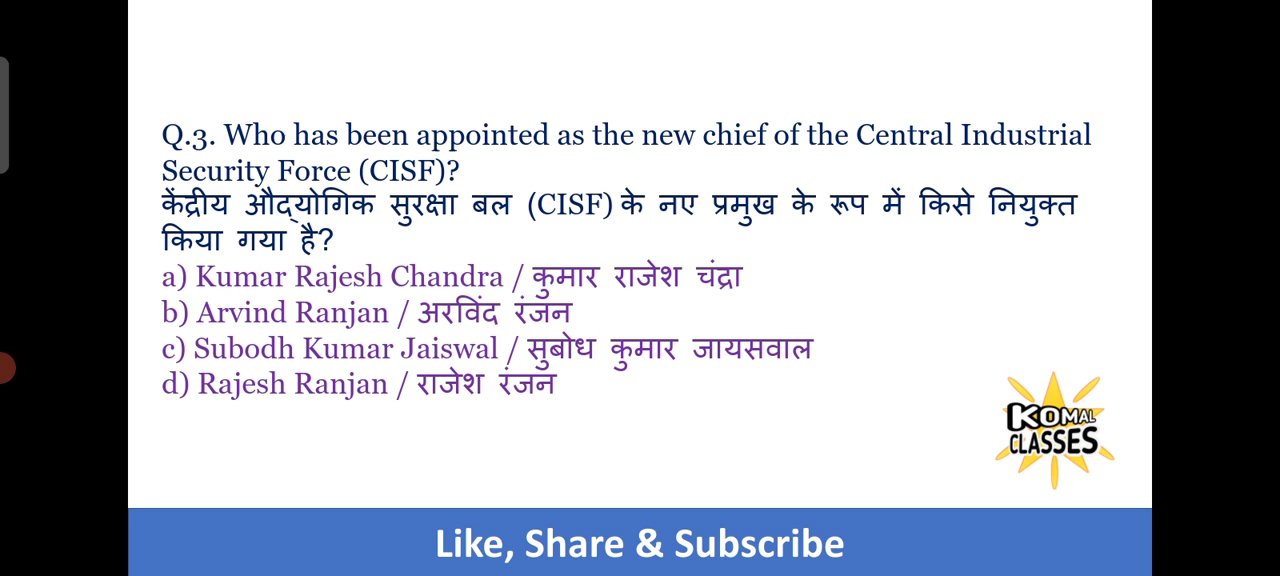 Q.3. Who has been appointed as the new chief of the Central Industrial
Security Force (CISF)?
केंद्रीय औद्योगिक सुरक्षा बल (CISF) के नए प्रमुख के रूप में किसे नियुक्त
किया गया है?
a) Kumar Rajesh Chandra / कुमार राजेश चंद्रा
b) Arvind Ranjan / अरविंद रंजन
c) Subodh Kumar Jaiswal / सुबोध कुमार जायसवाल
d) Rajesh Ranjan / राजेश रंजन
KOMAL
CLASSES
Like, Share & Subscribe